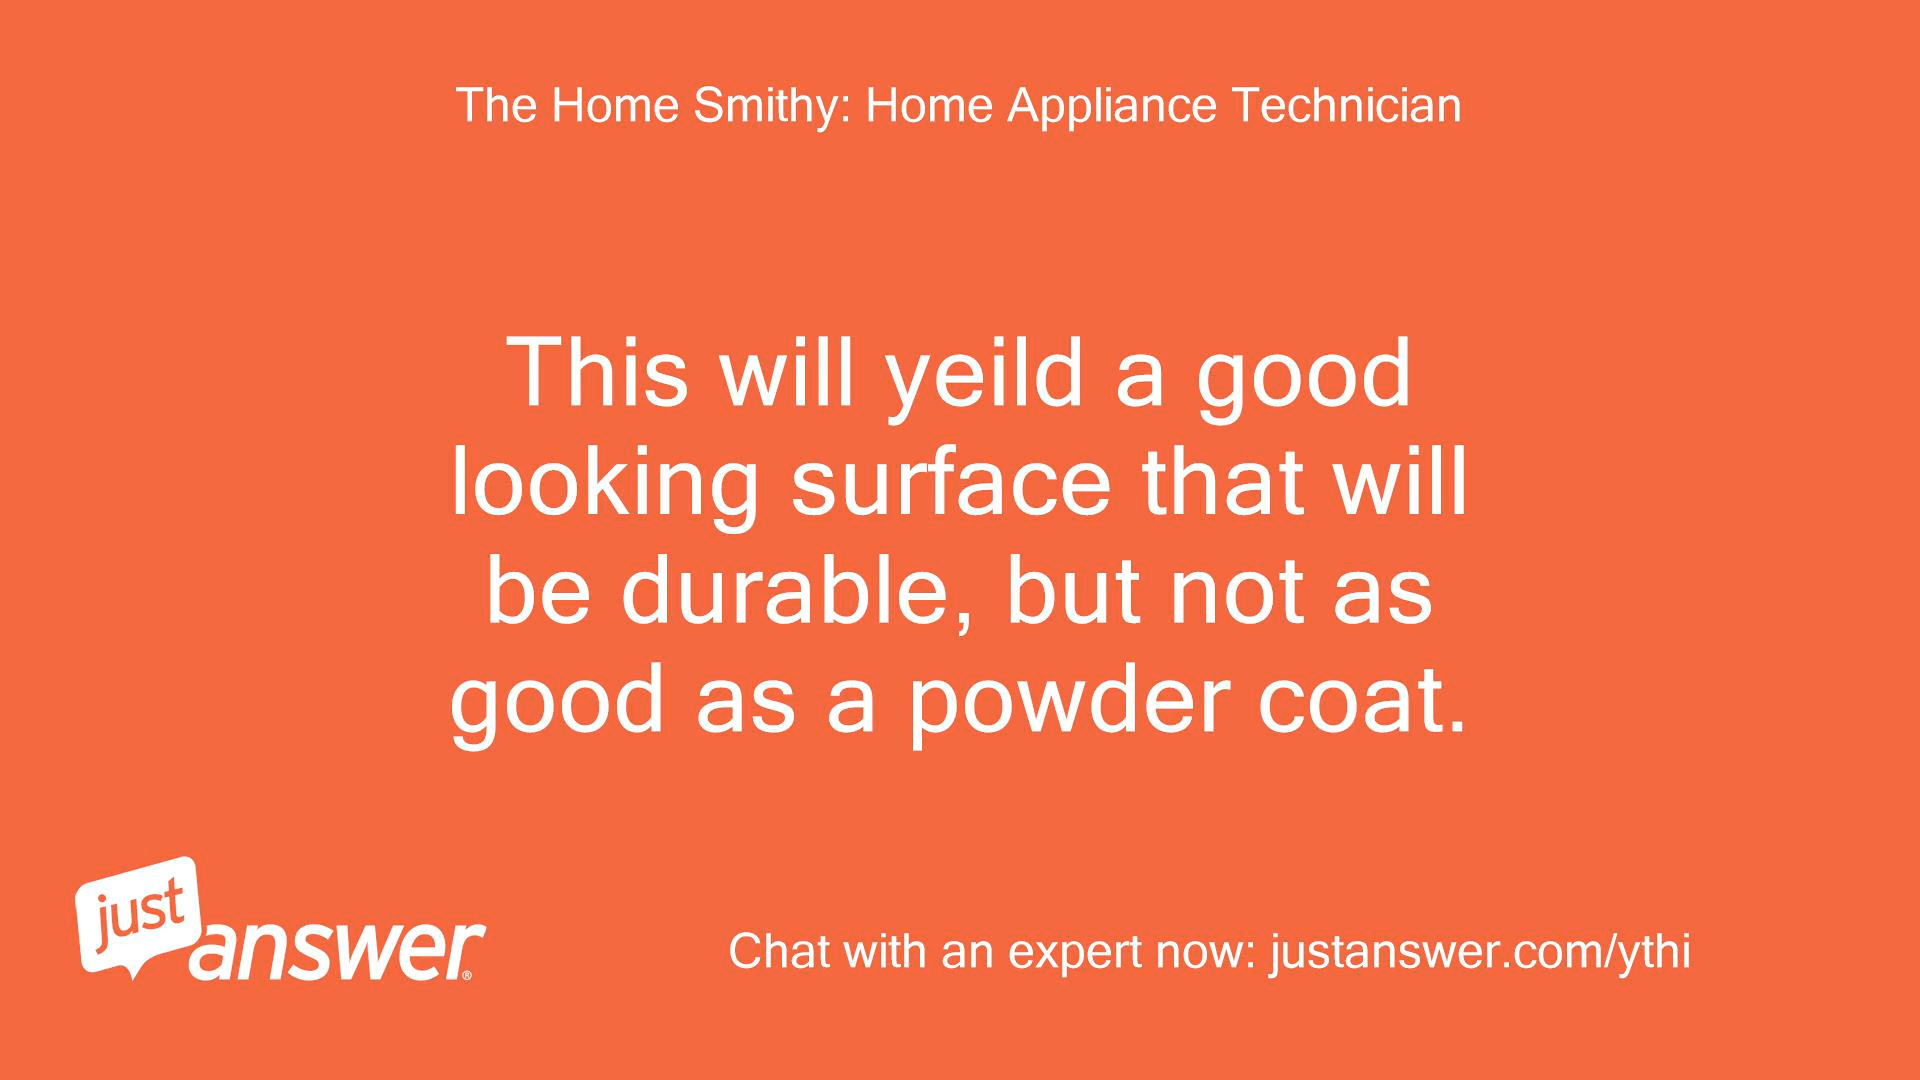 The Home Smithy: Home Appliance Technician
This will yeild a good
looking surface that will
be durable, but not as
good as a powder coat.
just
answer®
Chat with an expert now: justanswer.com/ythi